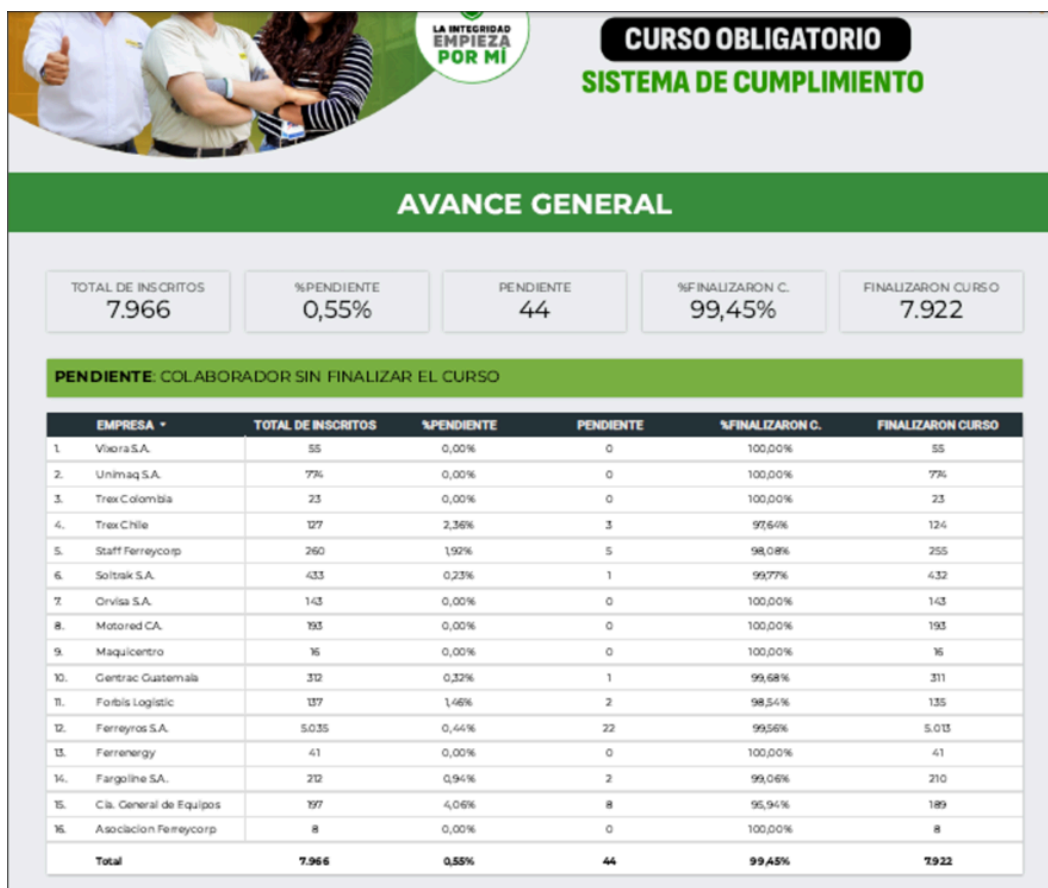 LA INTEGRIDAD
EMPIEZA
POR MÍ
CURSO OBLIGATORIO
SISTEMA DE CUMPLIMIENTO
AVANCE GENERAL
TOTAL DE INSCRITOS %PENDIENTE PENDIENTE %FINALIZARON C. FINALIZARON CURSO
7.966 0,55% 44 99,45% 7.922
PENDIENTE: COLABORADOR SIN FINALIZAR EL CURSO
EMPRESA TOTAL DE INSCRITOS %PENDIENTE PENDIENTE %FINALIZARON C. FINALIZARON CURSO
1. Vixora S.A. 55 0,00% 0 100,00% 55
2. Unimaq S.A. 774 0,00% 0 100,00% 774
3. Trex Colombia 23 0,00% 0 100,00% 23
4. Trex Chile 127 2,36% 3 97,64% 124
5. Staff Ferreycorp 260 1,92% 5 98,08% 255
6. Soltrak S.A. 433 0,23% 1 99,77% 432
7. Orvisa S.A. 143 0,00% 0 100,00% 143
8. Motored CA. 193 0,00% 0 100,00% 193
9. Maquicentro 16 0,00% 0 100,00% 16
10. Gentrac Guatemala 312 0,32% 1 99,68% 311
11. Forbis Logistic 137 1,46% 2 98,54% 135
12. Ferreyros S.A. 5.035 0,44% 22 99,56% 5.013
13. Ferrenergy 41 0,00% 0 100,00% 41
14. Fargoline S.A. 212 0,94% 2 99,06% 210
15. Cia. General de Equipos 197 4,06% 8 95,94% 189
16. Asociacion Ferreycorp 8 0,00% 0 100,00% 8
Total 7.966 0,55% 44 99,45% 7.922